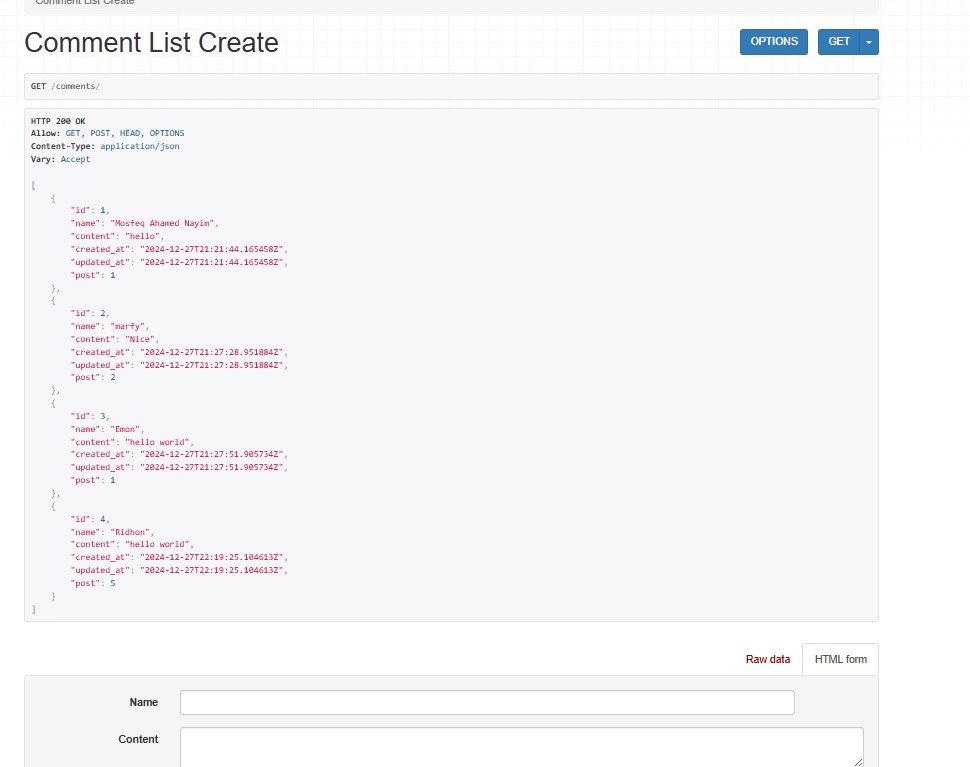 Comment List Create
Comment List Create
OPTIONS
GET
GET /comments/
HTTP 200 OK
Allow: GET, POST, HEAD, OPTIONS
Content-Type: application/json
Vary: Accept
[
{
"id": 1,
"name": "Mosfeq Ahamed Nayim",
"content": "hello",
"created_at": "2024-12-27T21:21:44.165458Z",
"updated_at": "2024-12-27T21:21:44.165458Z",
"post": 1
},
{
"id": 2,
"name": "marfy",
"content": "Nice",
"created_at": "2024-12-27T21:27:28.951884Z",
"updated_at": "2024-12-27T21:27:28.951884Z",
"post": 2
},
{
"id": 3,
"name": "Emon",
"content": "hello world",
"created_at": "2024-12-27T21:27:51.905734Z",
"updated_at": "2024-12-27T21:27:51.905734Z",
"post": 1
},
{
"id": 4,
"name": "Ridhon",
"content": "hello world",
"created_at": "2024-12-27T22:19:25.104613Z",
"updated_at": "2024-12-27T22:19:25.104613Z",
"post": 5
}
]
Raw data
HTML form
Name
Content